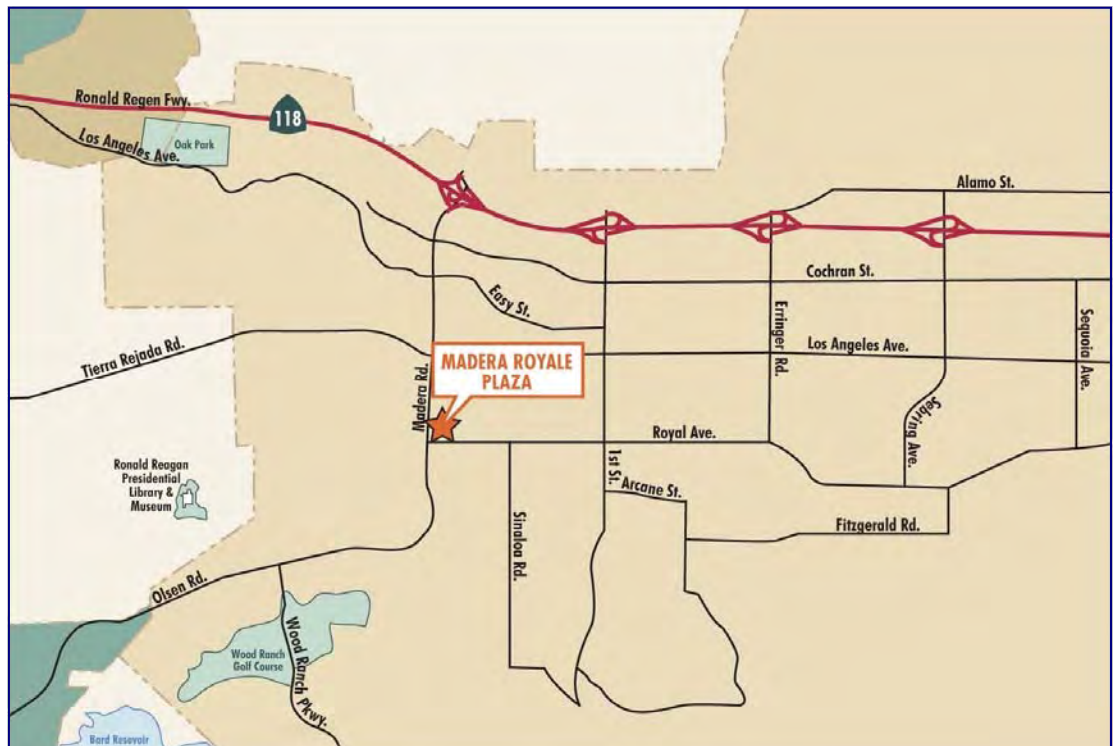 Ronald Regen Fwy.
118
Los Angeles Ave.
Oak Park
Alamo St.
Cochran St.
Easy St.
Erringer Rd.
Sequoia Ave.
Tierra Rejada Rd.
Los Angeles Ave.
MADERA ROYALE
PLAZA
Madera Rd.
Sebring Ave.
Royal Ave.
Ronald Reagan
Presidential
Library &
Museum
1st St.
Arcane St.
Sinaloa Rd.
Fitzgerald Rd.
Olsen Rd.
Wood Ranch
Golf Course
Wood Ranch Pkwy.
Bard Resevoir